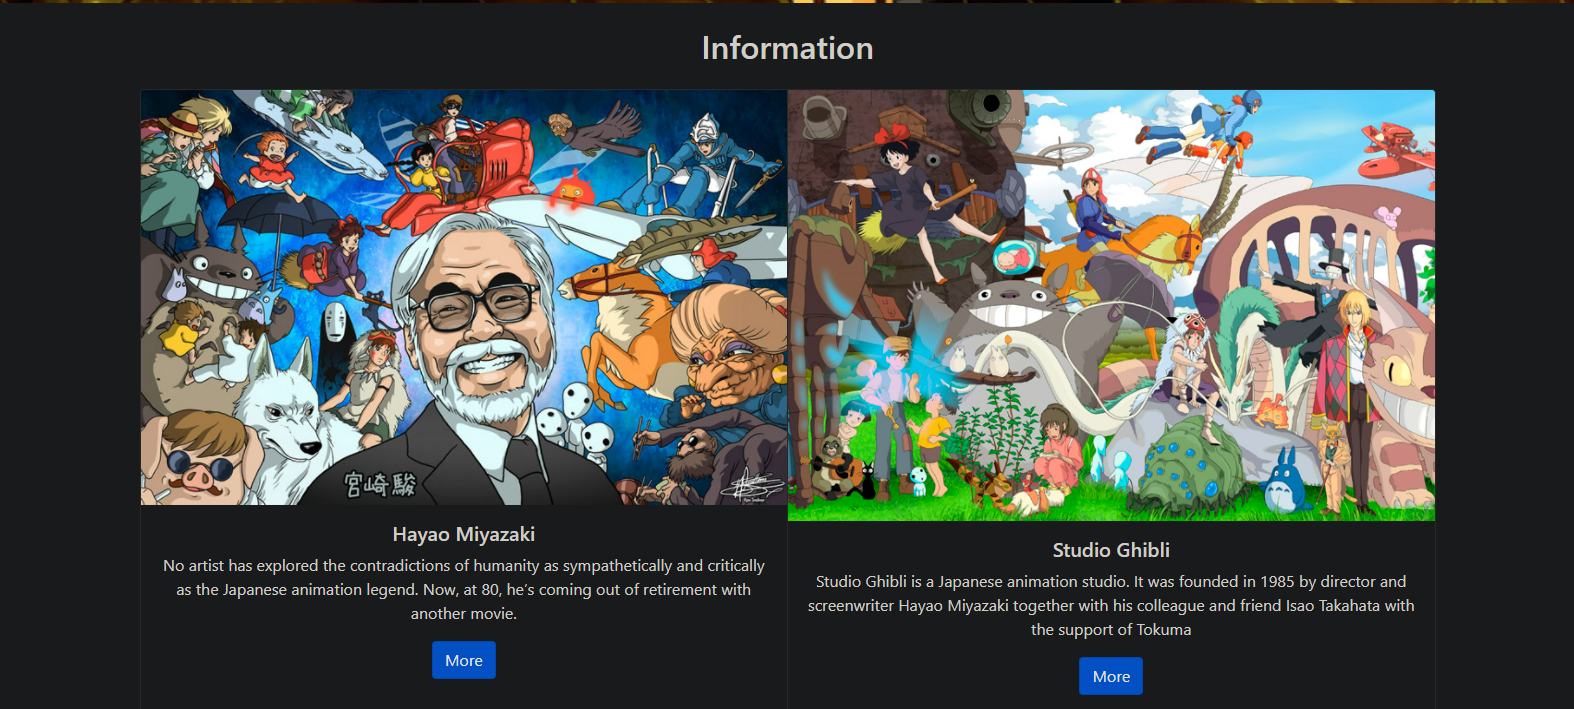 Information
宮崎駿
Hayao Miyazaki
No artist has explored the contradictions of humanity as sympathetically and critically
as the Japanese animation legend. Now, at 80, he’s coming out of retirement with
another movie.
More
Studio Ghibli
Studio Ghibli is a Japanese animation studio. It was founded in 1985 by director and
screenwriter Hayao Miyazaki together with his colleague and friend Isao Takahata with
the support of Tokuma
More